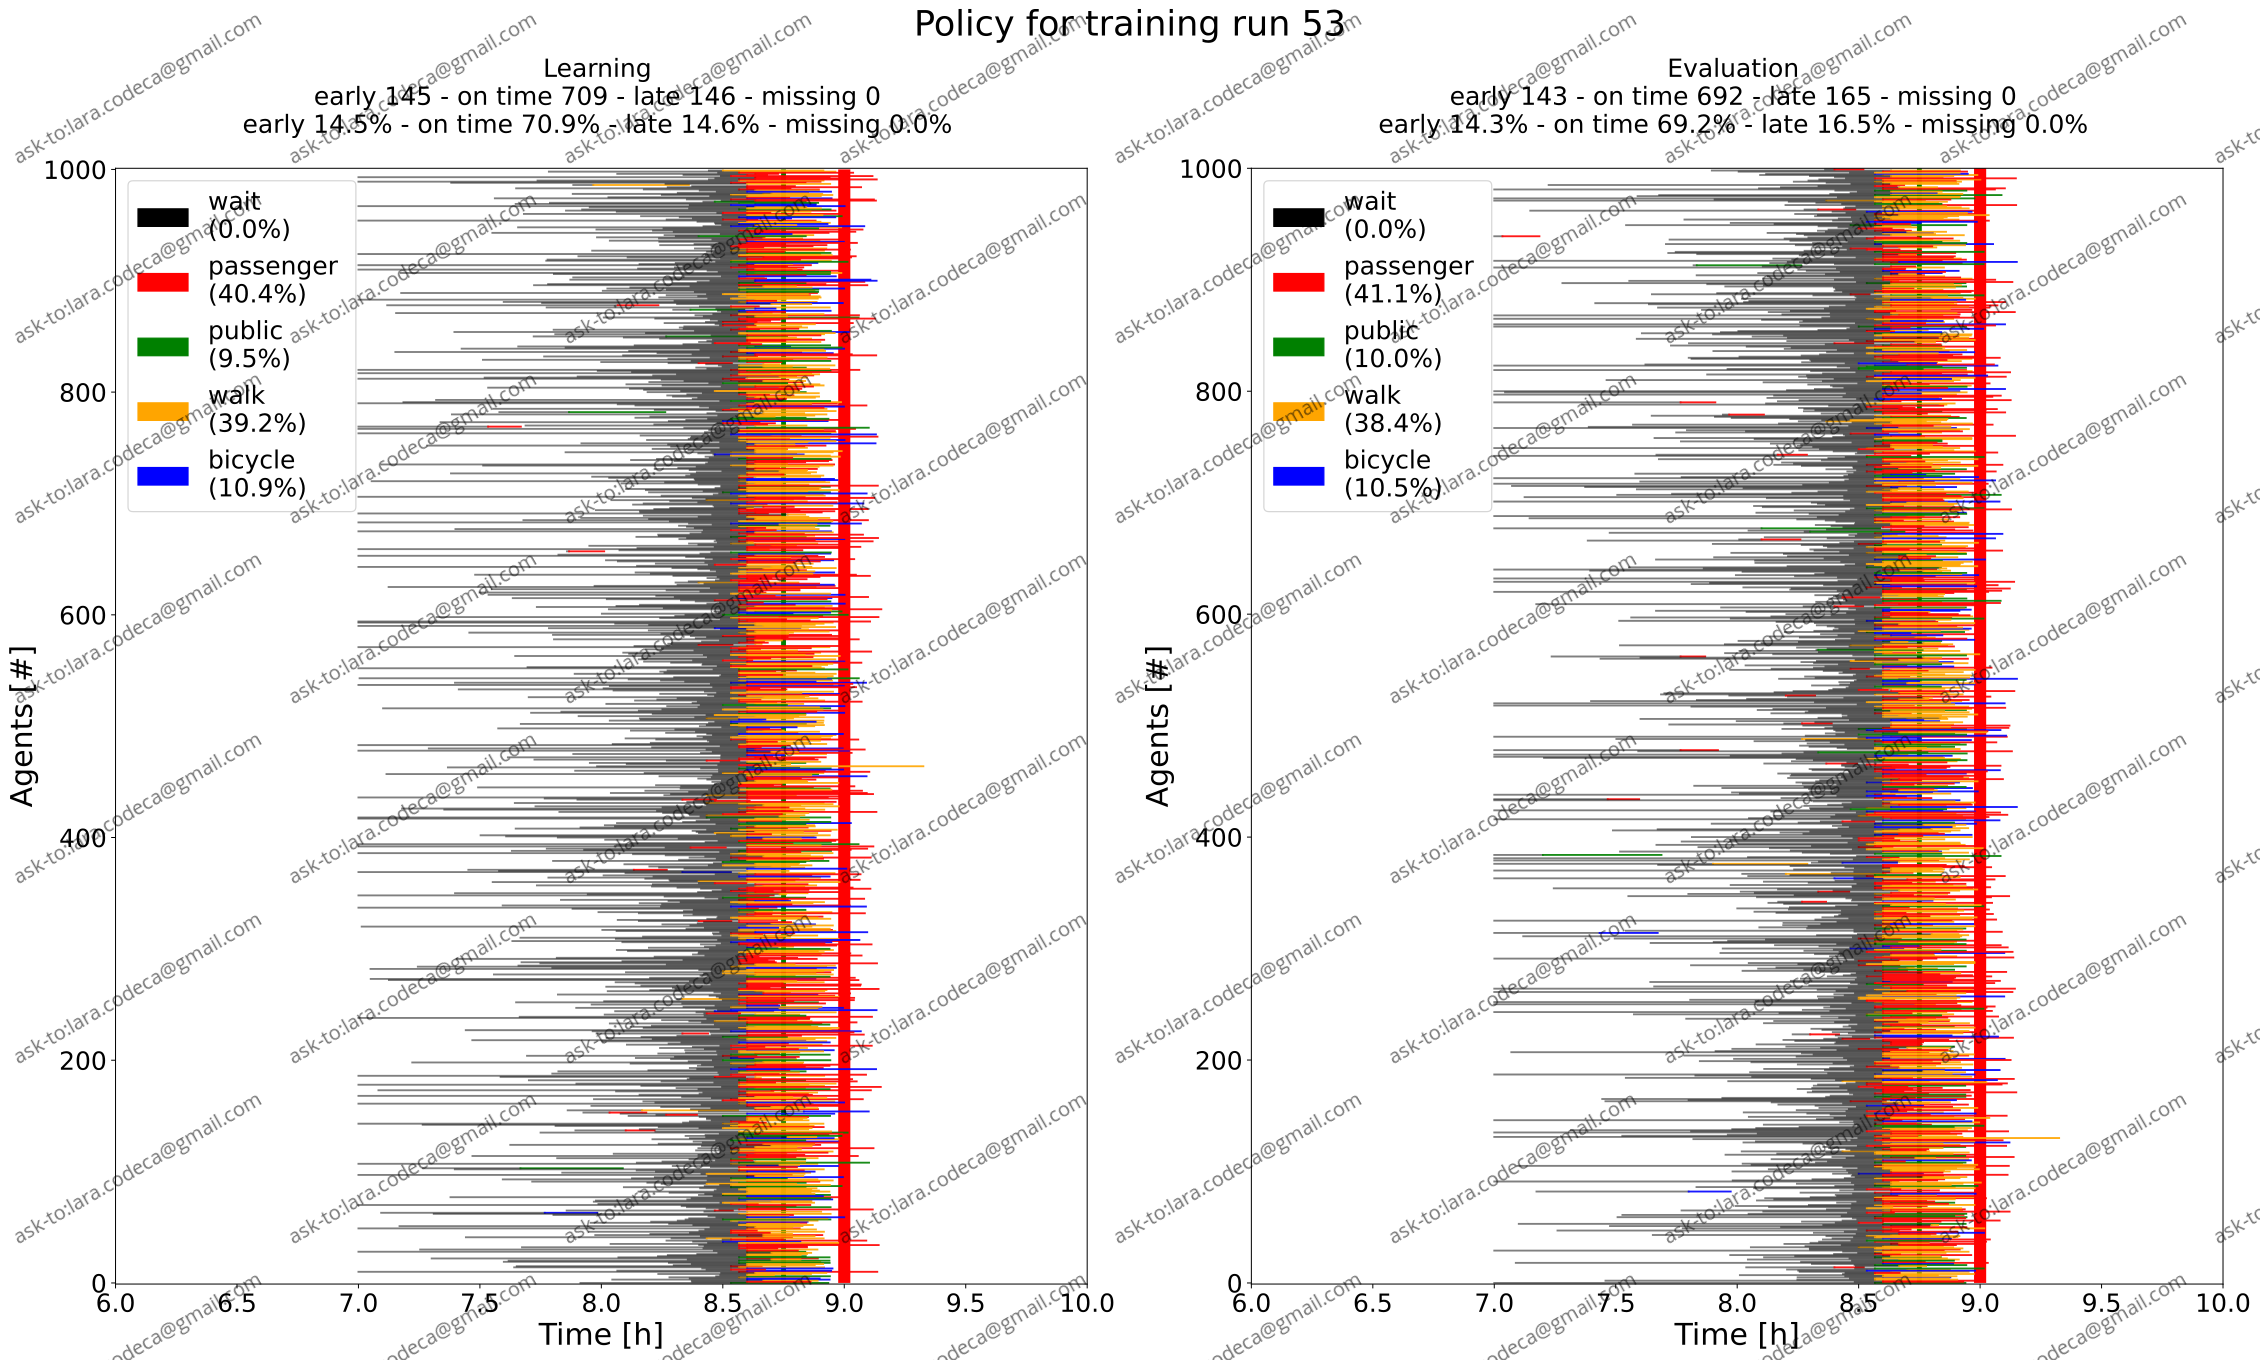 Policy for training run 53
Learning
early 145 - on time 709 - late 146 - missing 0
early 14.5% - on time 70.9% - late 14.6% - missing 0.0%
wait
(0.0%)
passenger
(40.4%)
public
(9.5%)
walk
(39.2%)
bicycle
(10.9%)
Agents [#]
1000
800
600
400
200
0
6.0 6.5 7.0 7.5 8.0 8.5 9.0 9.5 10.0
Time [h]
Evaluation
early 143 - on time 692 - late 165 - missing 0
early 14.3% - on time 69.2% - late 16.5% - missing 0.0%
wait
(0.0%)
passenger
(41.1%)
public
(10.0%)
walk
(38.4%)
bicycle
(10.5%)
Agents [#]
1000
800
600
400
200
0
6.0 6.5 7.0 7.5 8.0 8.5 9.0 9.5 10.0
Time [h]
ask-to:lara.codeca@gmail.com